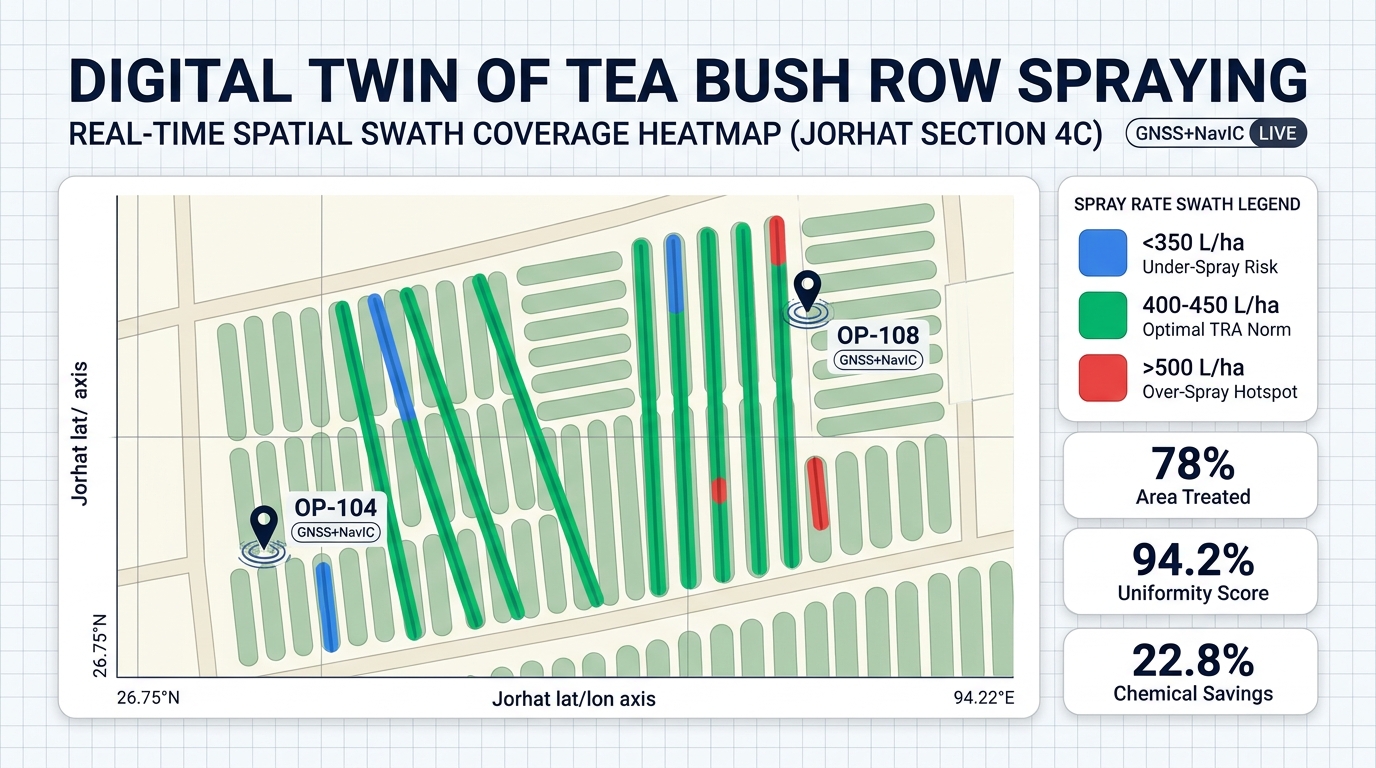 DIGITAL TWIN OF TEA BUSH ROW SPRAYING
REAL-TIME SPATIAL SWATH COVERAGE HEATMAP (JORHAT SECTION 4C)
GNSS+NavIC LIVE
Jorhat lat/ axis
26.75°N
OP-104
GNSS+NavIC
OP-108
GNSS+NavIC
26.75°N
Jorhat lat/lon axis
94.22°E
SPRAY RATE SWATH LEGEND
<350 L/ha
Under-Spray Risk
400-450 L/ha
Optimal TRA Norm
>500 L/ha
Over-Spray Hotspot
78%
Area Treated
94.2%
Uniformity Score
22.8%
Chemical Savings